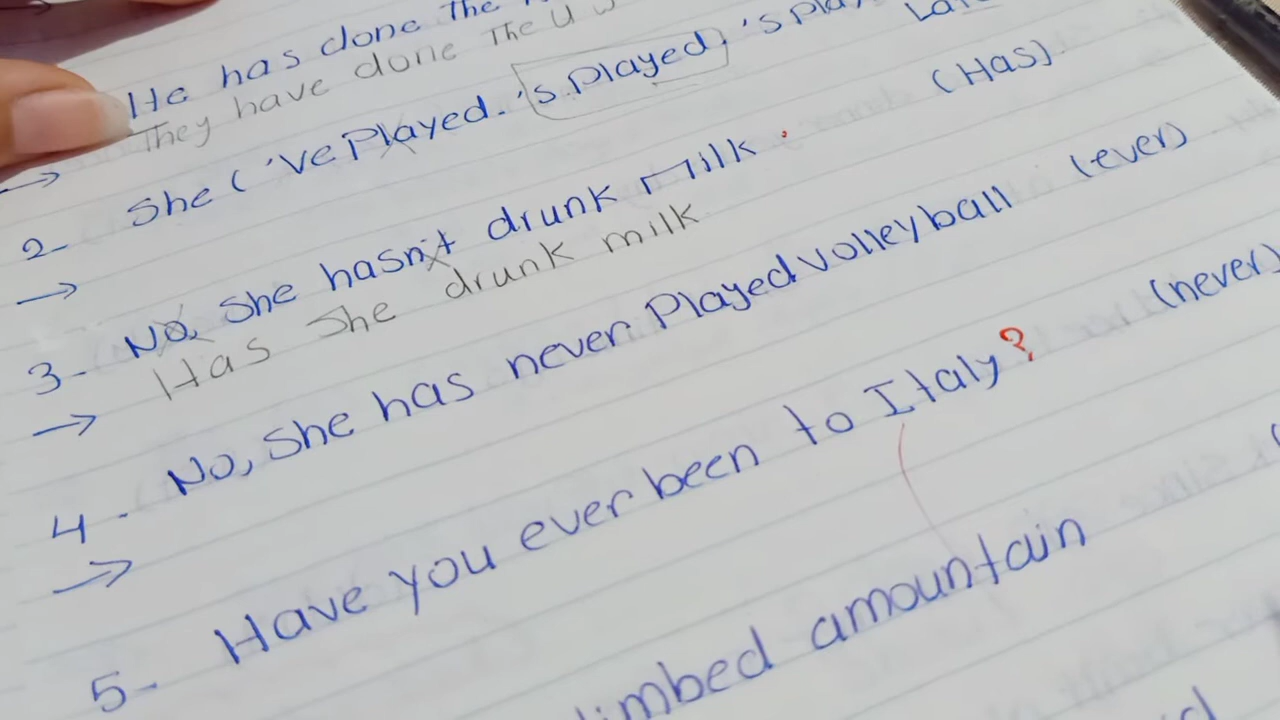 He has done The
They have done The U
2- She ( 've Played. 's Played, 's Pla
3- No, She hasn't drunk Milk. (Has)
Has She drunk milk
4- No, She has never Played volleyball (ever)
5- Have you ever been to Italy? (never)
limbed amountain